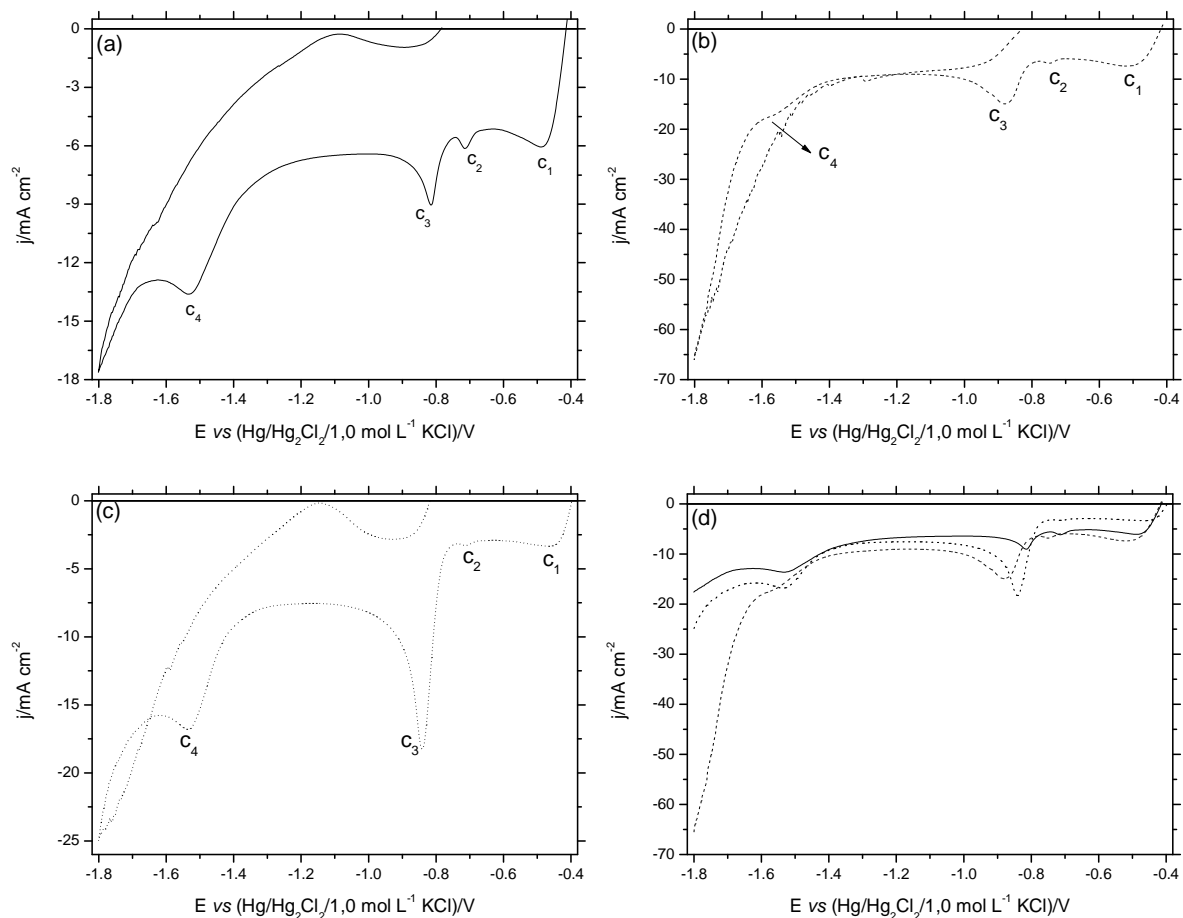 (a)
0
-3
-6
-9
-12
-15
-18
j/mA cm⁻²
c₁
c₂
c₃
c₄
-1.8 -1.6 -1.4 -1.2 -1.0 -0.8 -0.6 -0.4
E vs (Hg/Hg₂Cl₂/1,0 mol L⁻¹ KCl)/V
(b)
0
-10
-20
-30
-40
-50
-60
-70
j/mA cm⁻²
c₁
c₂
c₃
c₄
-1.8 -1.6 -1.4 -1.2 -1.0 -0.8 -0.6 -0.4
E vs (Hg/Hg₂Cl₂/1,0 mol L⁻¹ KCl)/V
(c)
0
-5
-10
-15
-20
-25
j/mA cm⁻²
c₂
c₁
c₄
c₃
-1.8 -1.6 -1.4 -1.2 -1.0 -0.8 -0.6 -0.4
E vs (Hg/Hg₂Cl₂/1,0 mol L⁻¹ KCl)/V
(d)
0
-10
-20
-30
-40
-50
-60
-70
j/mA cm⁻²
-1.8 -1.6 -1.4 -1.2 -1.0 -0.8 -0.6 -0.4
E vs (Hg/Hg₂Cl₂/1,0 mol L⁻¹ KCl)/V